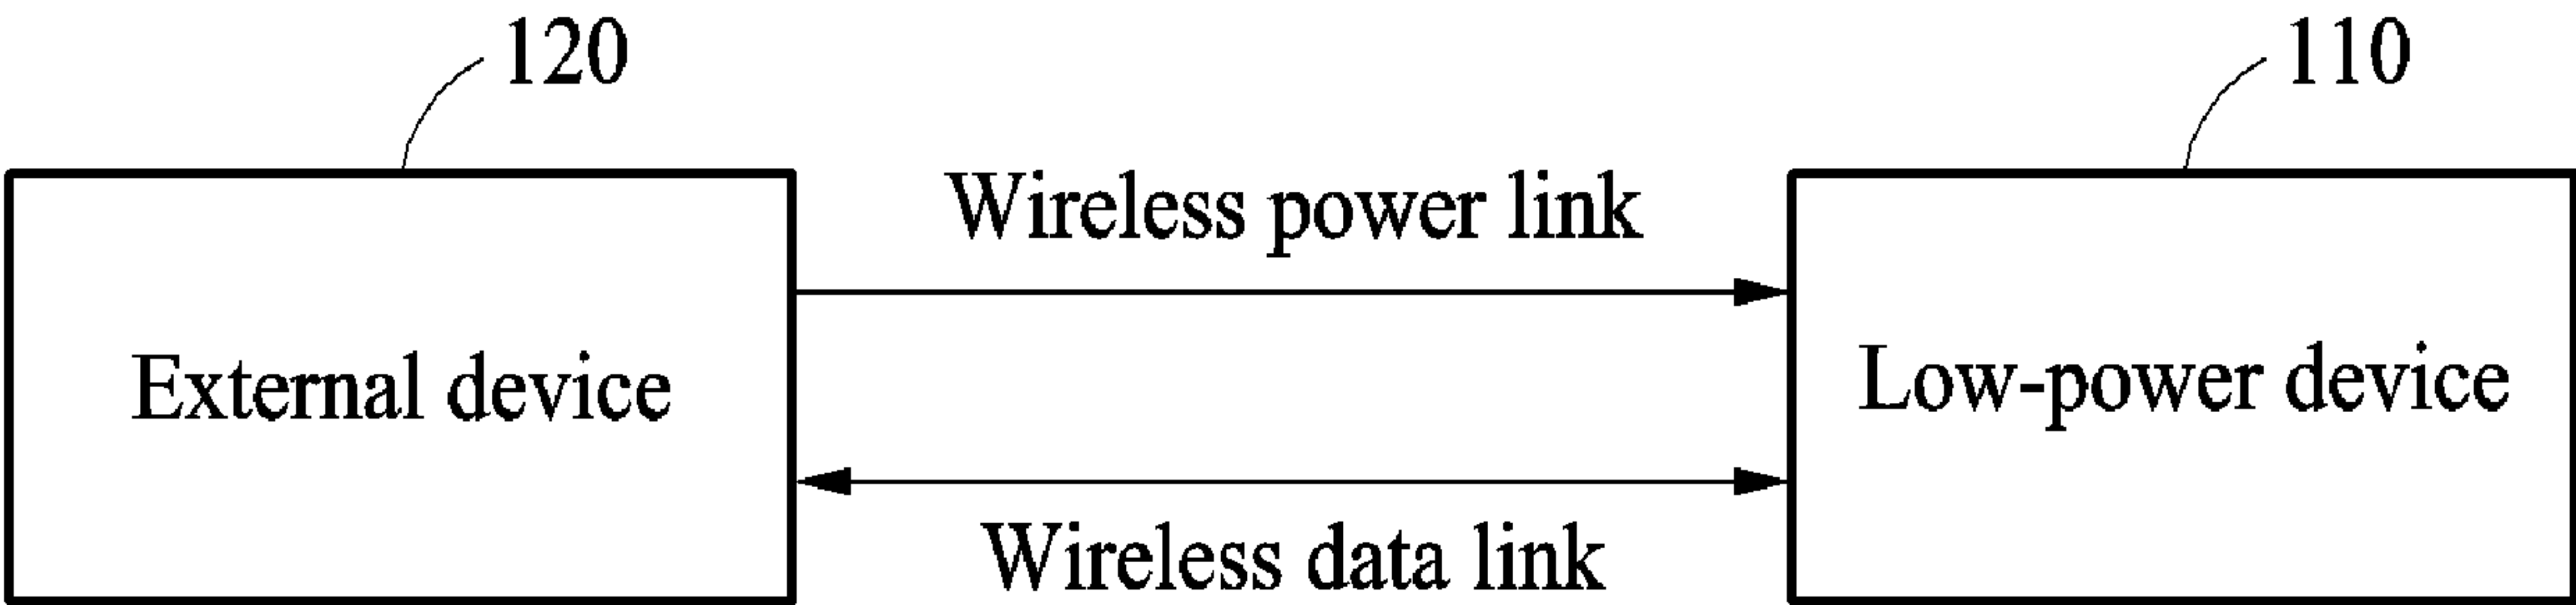 120
110
Wireless power link
External device
Low-power device
Wireless data link